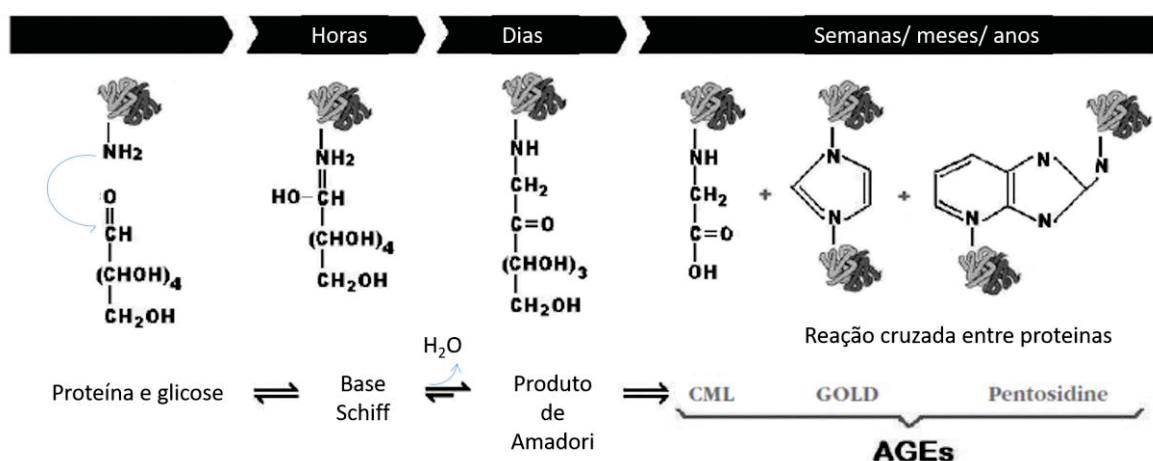 Horas
Dias
Semanas/ meses/ anos
NH2
O
CH
(CHOH)4
CH2OH
NH2
HO
CH
(CHOH)4
CH2OH
NH
CH2
C=O
(CHOH)3
CH2OH
NH
CH2
C=O
OH
+
N
N
+
N
N
N
N
Reação cruzada entre proteinas
H2O
Proteína e glicose
Base
Schiff
Produto
de
Amadori
CML
GOLD
Pentosidine
AGEs